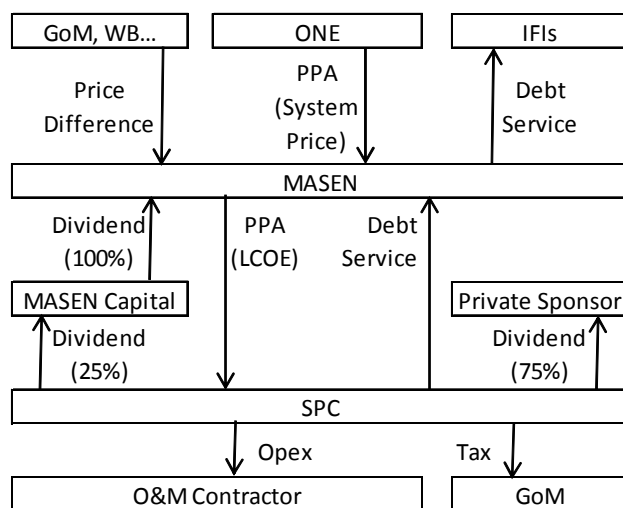 GoM, WB...
ONE
IFIs
Price
Difference
PPA
(System
Price)
Debt
Service
MASEN
Dividend
(100%)
PPA
(LCOE)
Debt
Service
MASEN Capital
Private Sponsor
Dividend
(25%)
Dividend
(75%)
SPC
Opex
Tax
O&M Contractor
GoM